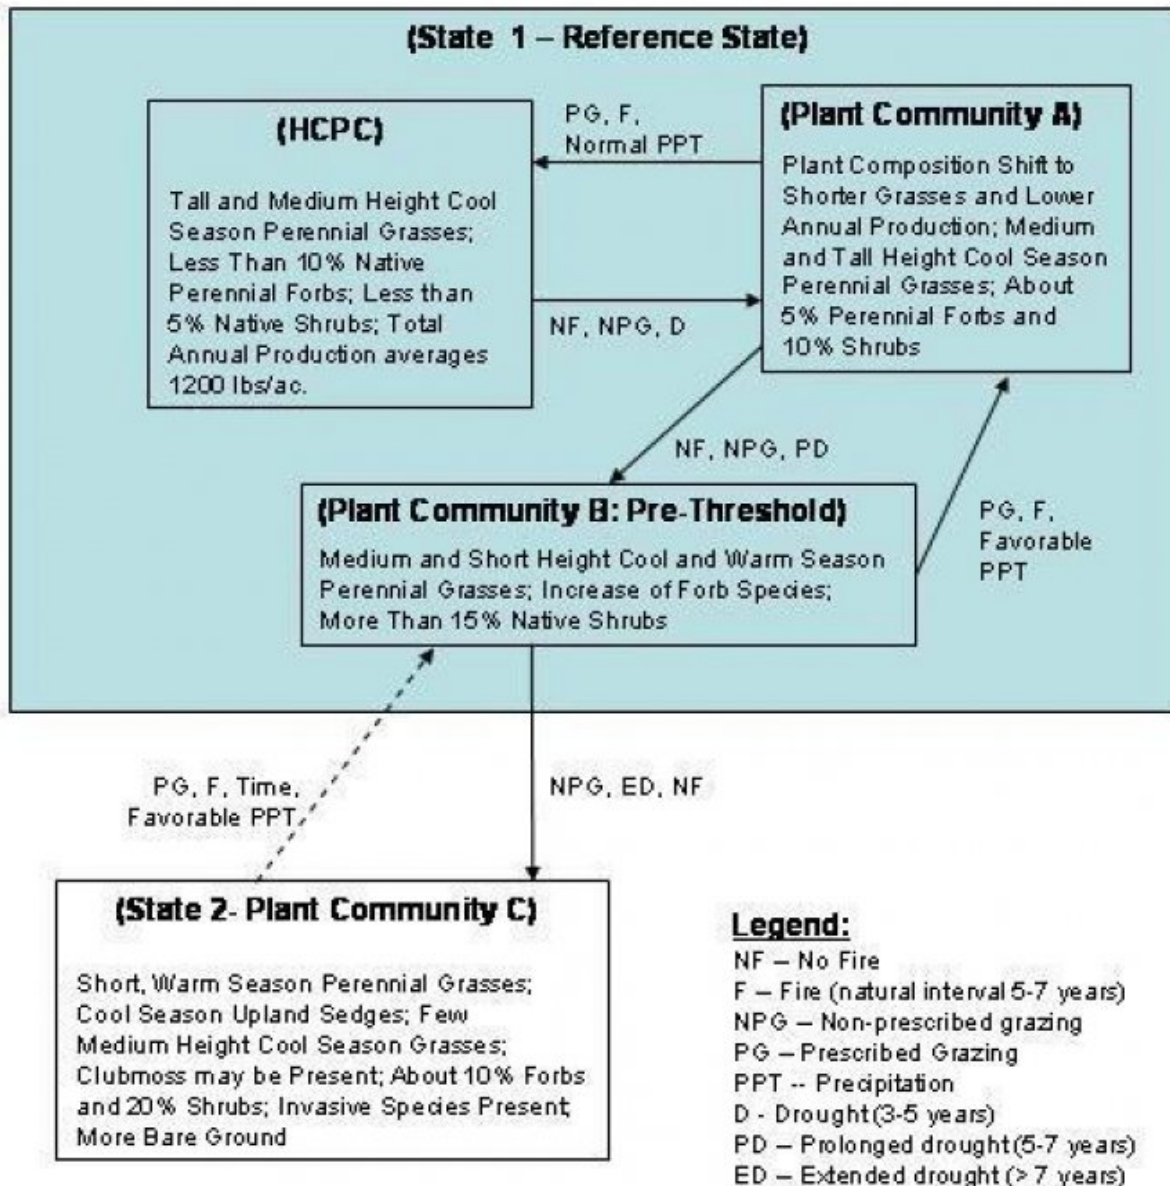 (State 1 – Reference State)
(HCPC)
Tall and Medium Height Cool
Season Perennial Grasses;
Less Than 10% Native
Perennial Forbs; Less than
5% Native Shrubs; Total
Annual Production averages
1200 lbs/ac.
PG, F,
Normal PPT
NF, NPG, D
(Plant Community A)
Plant Composition Shift to
Shorter Grasses and Lower
Annual Production; Medium
and Tall Height Cool Season
Perennial Grasses; About
5% Perennial Forbs and
10% Shrubs
NF, NPG, PD
(Plant Community B: Pre-Threshold)
Medium and Short Height Cool and Warm Season
Perennial Grasses; Increase of Forb Species;
More Than 15% Native Shrubs
PG, F,
Favorable
PPT
PG, F, Time,
Favorable PPT
NPG, ED, NF
(State 2- Plant Community C)
Short, Warm Season Perennial Grasses;
Cool Season Upland Sedges; Few
Medium Height Cool Season Grasses;
Clubmoss may be Present; About 10% Forbs
and 20% Shrubs; Invasive Species Present;
More Bare Ground
Legend:
NF – No Fire
F – Fire (natural interval 5-7 years)
NPG – Non-prescribed grazing
PG – Prescribed Grazing
PPT -- Precipitation
D - Drought (3-5 years)
PD – Prolonged drought (5-7 years)
ED – Extended drought (> 7 years)